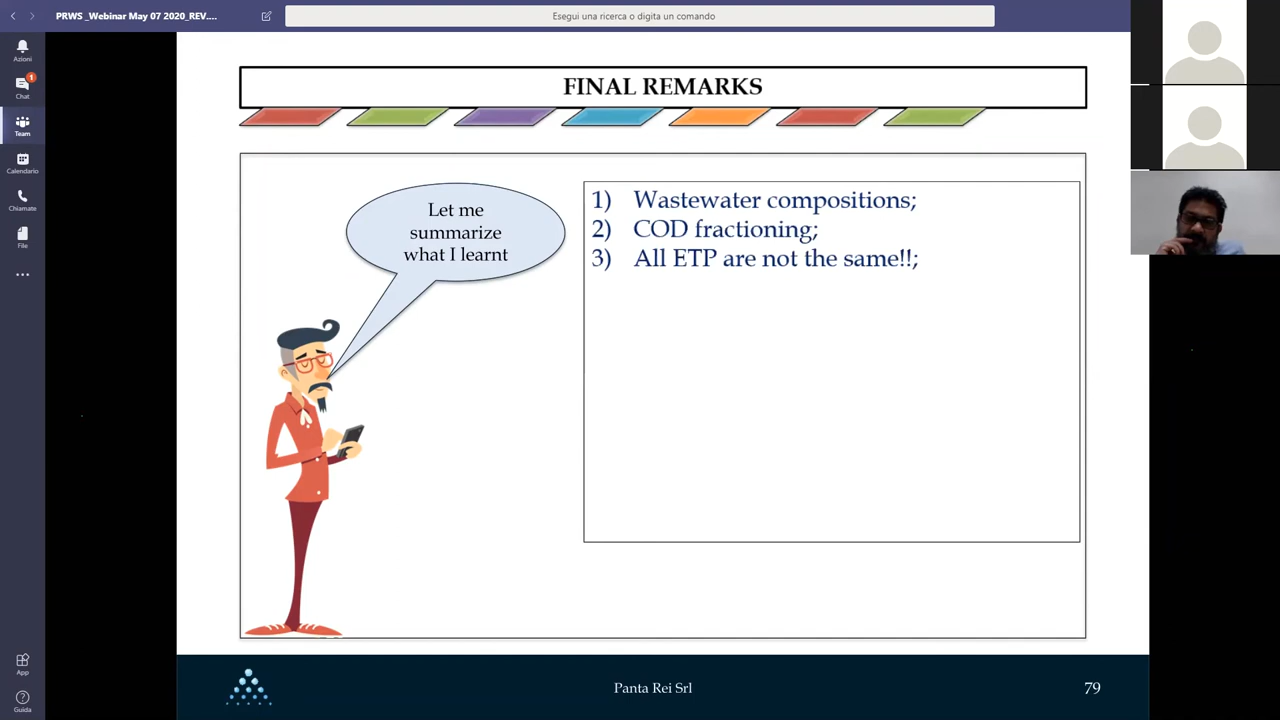 PRWS _Webinar May 07 2020_REV....
Esegui una ricerca o digita un comando
Azioni
1
Chat
Team
Calendario
Chiamate
File
App
Guida
FINAL REMARKS
Let me
summarize
what I learnt
1) Wastewater compositions;
2) COD fractioning;
3) All ETP are not the same!!;
Panta Rei Srl
79